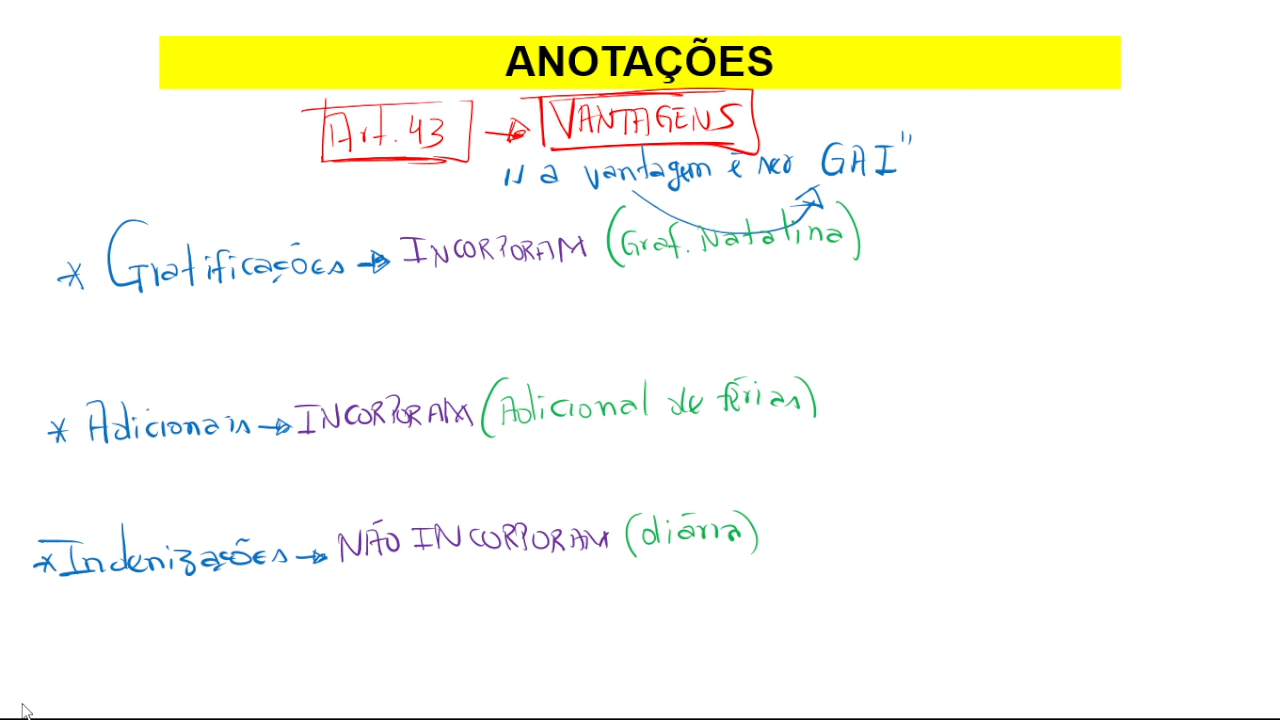 ANOTAÇÕES
Art. 43 → VANTAGENS
" a vantagem é ser GAI"
* Gratificações → INCORPORAM (Graf. Natalina)
* Adicionais → INCORPORAM (Adicional de férias)
* Indenizações → NÃO INCORPORAM (diária)